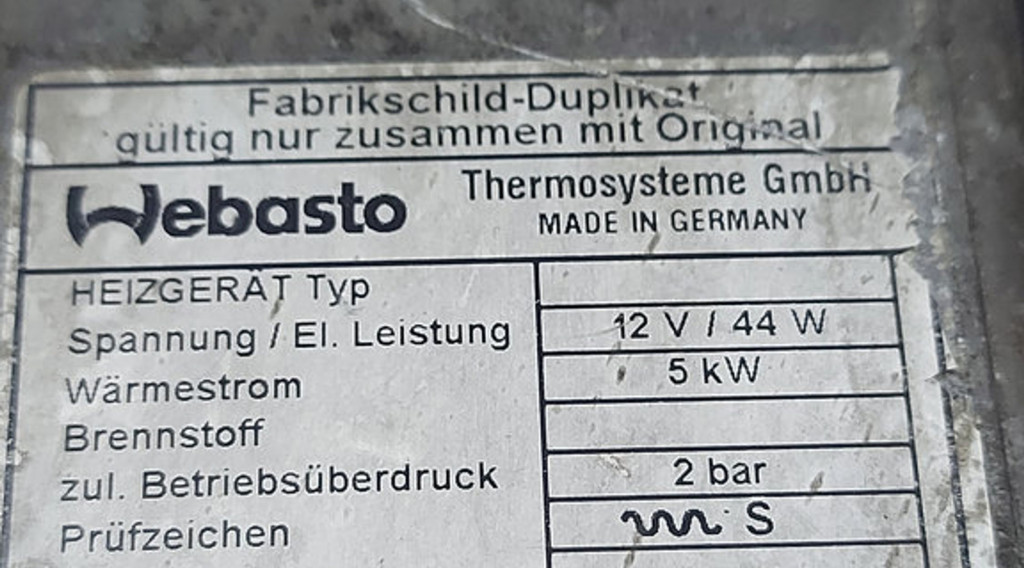 Fabrikschild-Duplikat
gültig nur zusammen mit Original
Webasto Thermosysteme GmbH
MADE IN GERMANY
HEIZGERÄT Typ
Spannung / El. Leistung 12 V / 44 W
Wärmestrom 5 kW
Brennstoff
zul. Betriebsüberdruck 2 bar
Prüfzeichen S